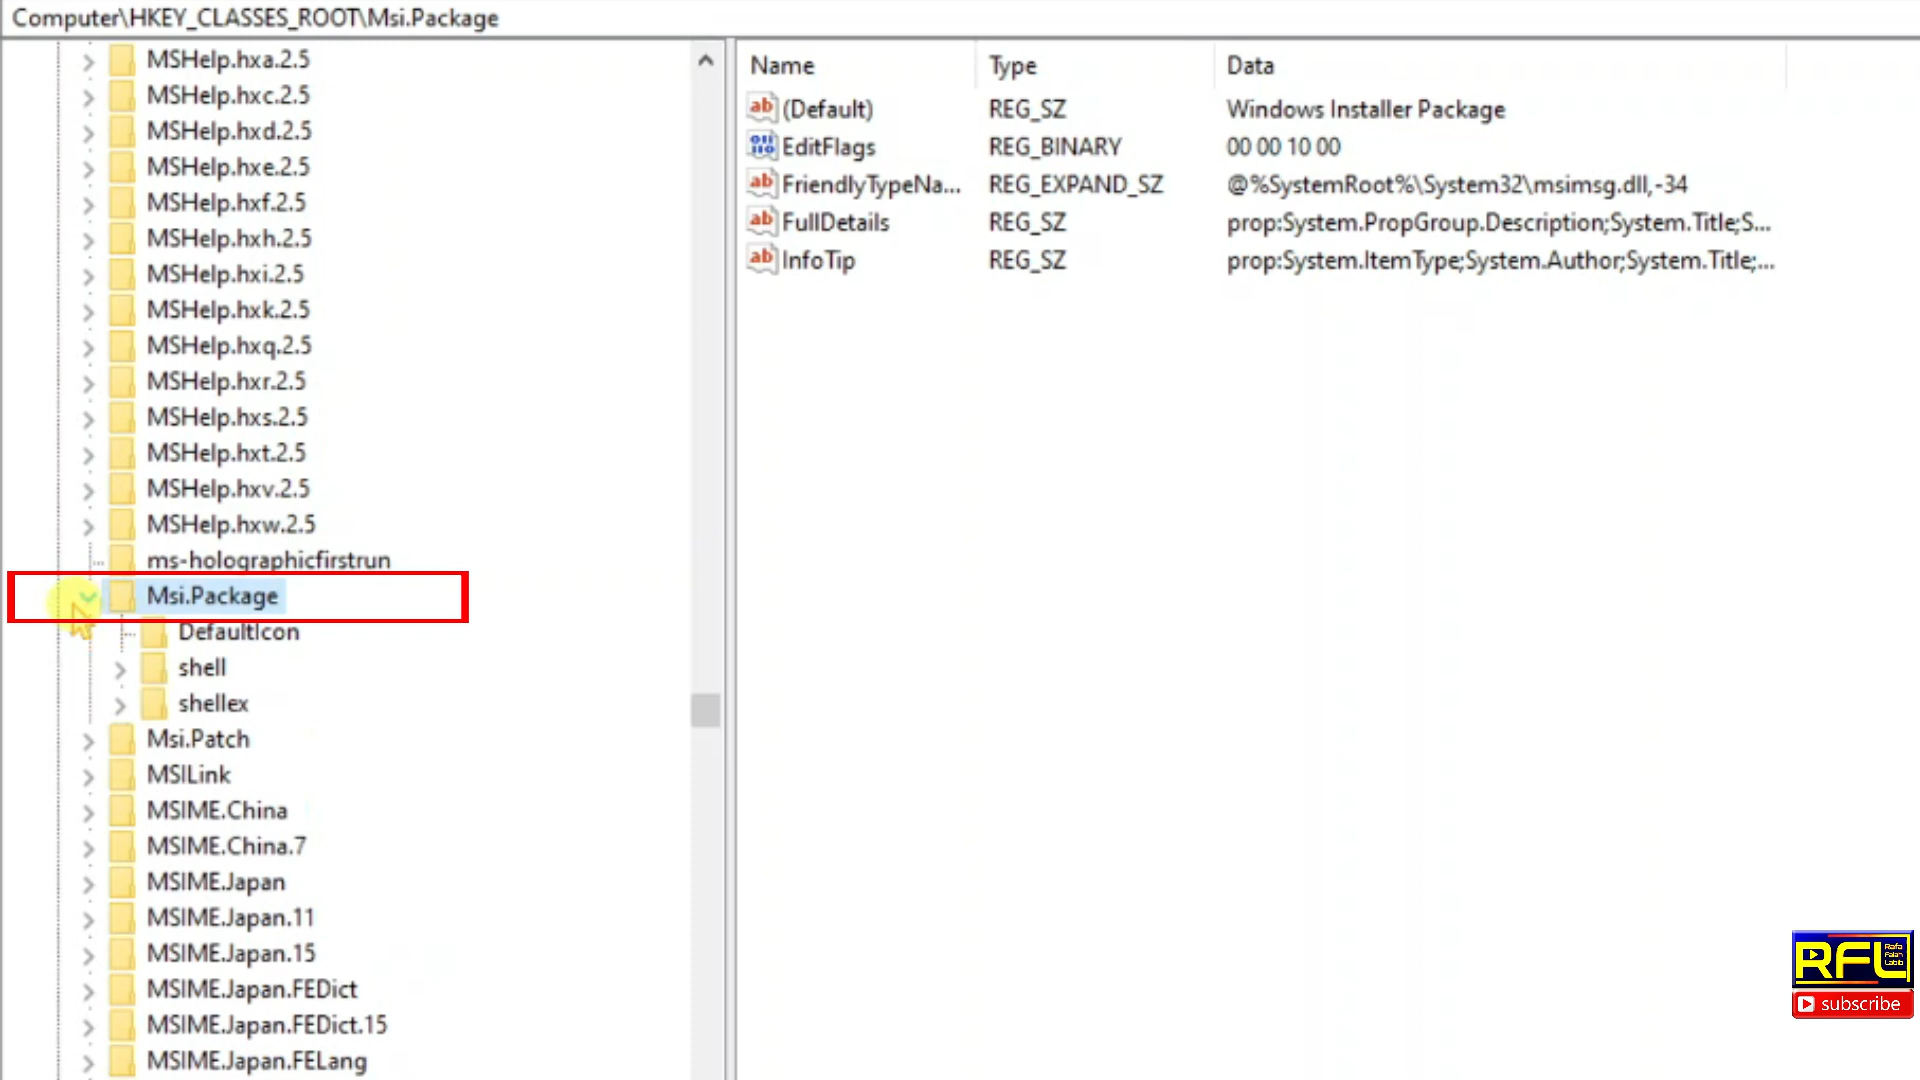 Computer\HKEY_CLASSES_ROOT\Msi.Package
MSHelp.hxa.2.5
MSHelp.hxc.2.5
MSHelp.hxd.2.5
MSHelp.hxe.2.5
MSHelp.hxf.2.5
MSHelp.hxh.2.5
MSHelp.hxi.2.5
MSHelp.hxk.2.5
MSHelp.hxq.2.5
MSHelp.hxr.2.5
MSHelp.hxs.2.5
MSHelp.hxt.2.5
MSHelp.hxv.2.5
MSHelp.hxw.2.5
ms-holographicfirstrun
Msi.Package
DefaultIcon
shell
shellex
Msi.Patch
MSILink
MSIME.China
MSIME.China.7
MSIME.Japan
MSIME.Japan.11
MSIME.Japan.15
MSIME.Japan.FEDict
MSIME.Japan.FEDict.15
MSIME.Japan.FELang
Name Type Data
(Default) REG_SZ Windows Installer Package
EditFlags REG_BINARY 00 00 10 00
FriendlyTypeNa... REG_EXPAND_SZ @%SystemRoot%\System32\msimsg.dll,-34
FullDetails REG_SZ prop:System.PropGroup.Description;System.Title;S...
InfoTip REG_SZ prop:System.ItemType;System.Author;System.Title;...
RFL
Rafa
Falah
Labib
subscribe